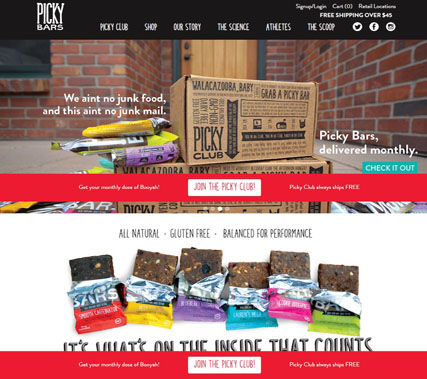 PICKY
BARS
Signup/Login Cart (0) Retail Locations
FREE SHIPPING OVER $45
PICKY CLUB SHOP OUR STORY THE SCIENCE ATHLETES THE SCOOP
WALACAZOOBA, BABY
GRAB A PICKY BAR
We aint no junk food,
and this aint no junk mail.
PICKY
CLUB
Picky Bars,
delivered monthly.
CHECK IT OUT
Get your monthly dose of Booyah! JOIN THE PICKY CLUB! Picky Club always ships FREE
ALL NATURAL · GLUTEN FREE · BALANCED FOR PERFORMANCE
SMOOTH CAFFEINATOR
IT'S WHAT'S ON THE INSIDE THAT COUNTS
Get your monthly dose of Booyah! JOIN THE PICKY CLUB! Picky Club always ships FREE